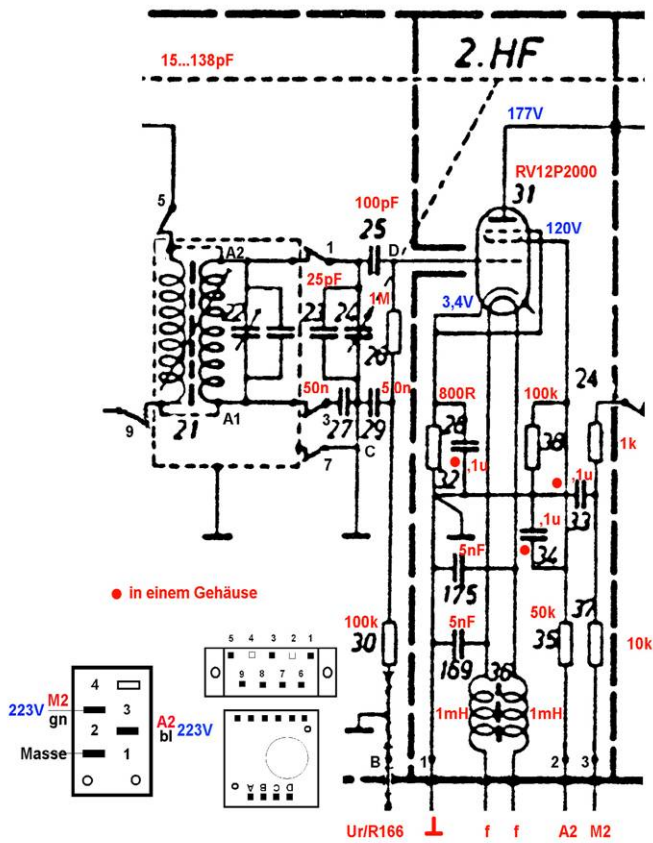 15...138pF
2.HF
177V
RV12P2000
31
5
100pF
25
120V
A2
1
D
25pF
3,4V
22
23
24
1M
26
50n
3
50n
800R
100k
24
9
21
A1
27
29
28
38
1k
7
C
32
,1u
,1u
33
,1u
34
5nF
175
● in einem Gehäuse
100k
30
5nF
50k
35
37
10k
169
36
5 4 3 2 1
9 8 7 6
M2
4
223V
3
gn
2
A2
223V
bl
Masse
1
1mH
1mH
A B C D
B
1
2
3
Ur/R166
f
f
A2
M2